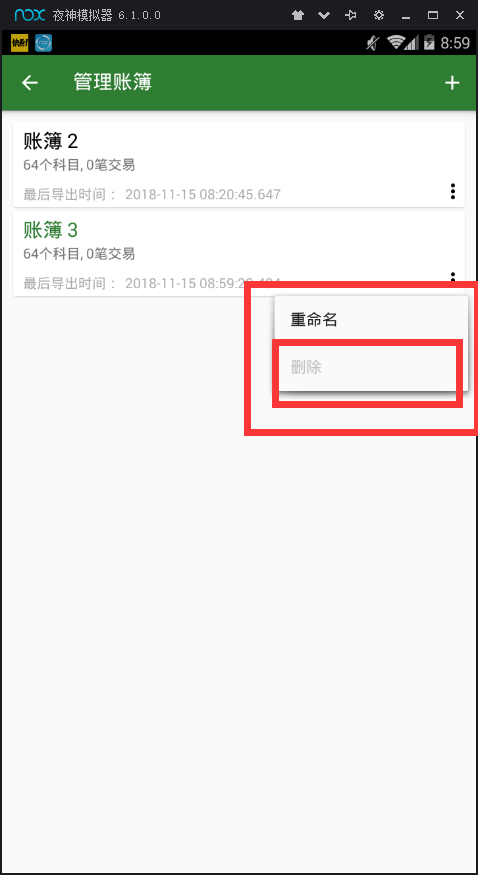 nox 夜神模拟器 6.1.0.0
8:59
管理账簿
账簿 2
64个科目, 0笔交易
最后导出时间： 2018-11-15 08:20:45.647
账簿 3
64个科目, 0笔交易
最后导出时间： 2018-11-15
重命名
删除